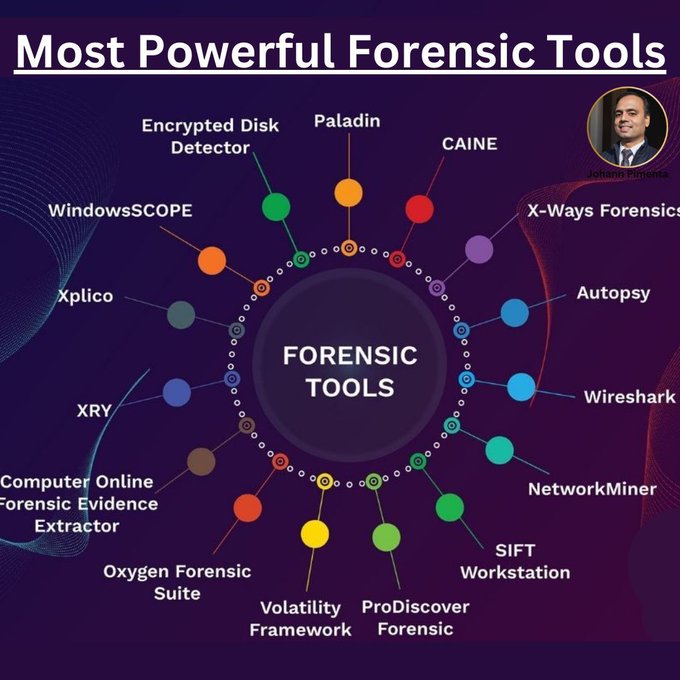 Most Powerful Forensic Tools
Johann Pimenta
Paladin
Encrypted Disk
Detector
CAINE
WindowsSCOPE
X-Ways Forensics
Xplico
Autopsy
FORENSIC
TOOLS
XRY
Wireshark
Computer Online
Forensic Evidence
Extractor
NetworkMiner
SIFT
Workstation
Oxygen Forensic
Suite
Volatility
Framework
ProDiscover
Forensic